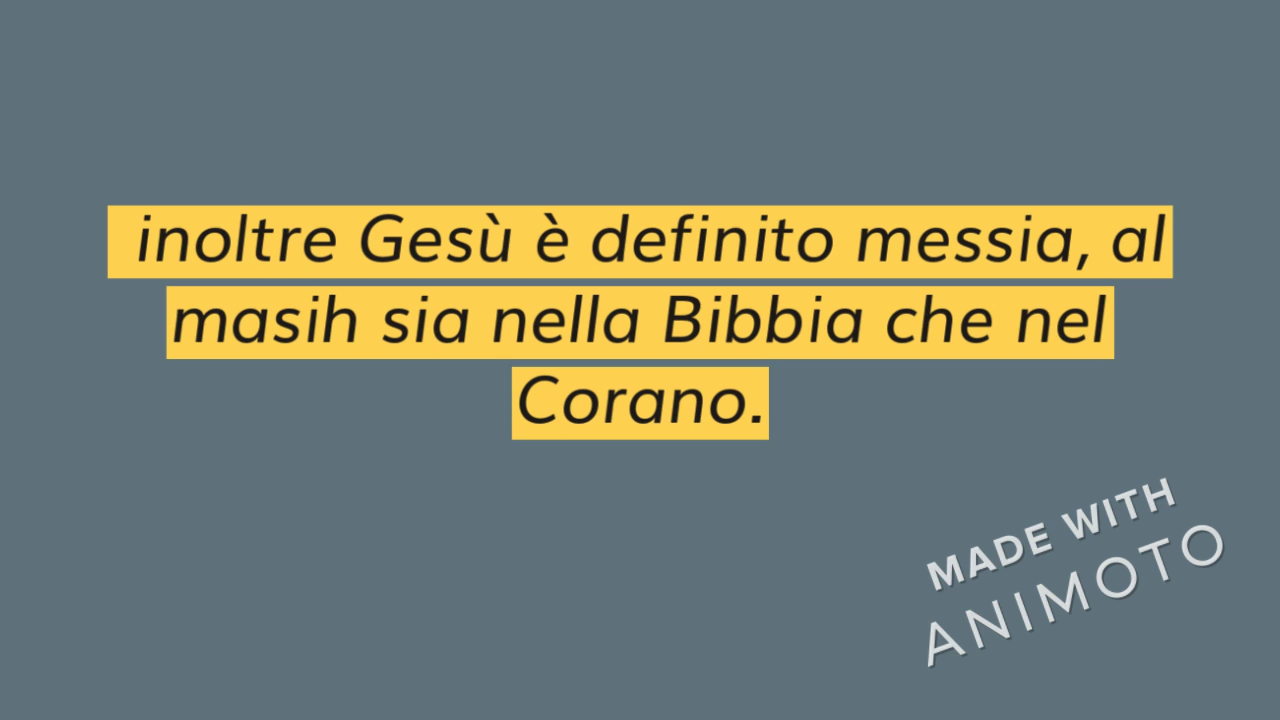 inoltre Gesù è definito messia, al
masih sia nella Bibbia che nel
Corano.
MADE WITH
ANIMOTO